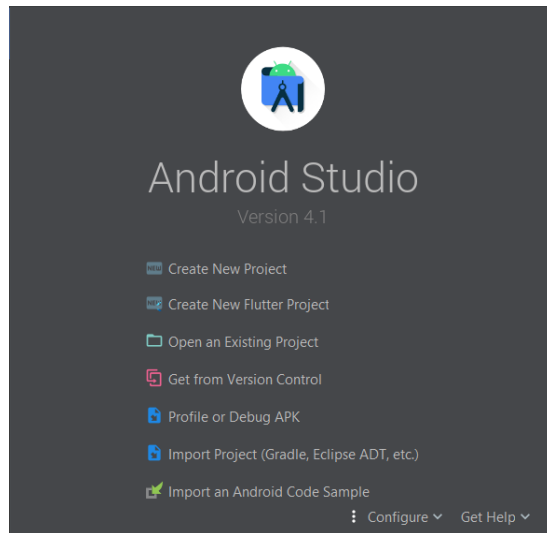 Android Studio
Version 4.1
Create New Project
Create New Flutter Project
Open an Existing Project
Get from Version Control
Profile or Debug APK
Import Project (Gradle, Eclipse ADT, etc.)
Import an Android Code Sample
Configure Get Help